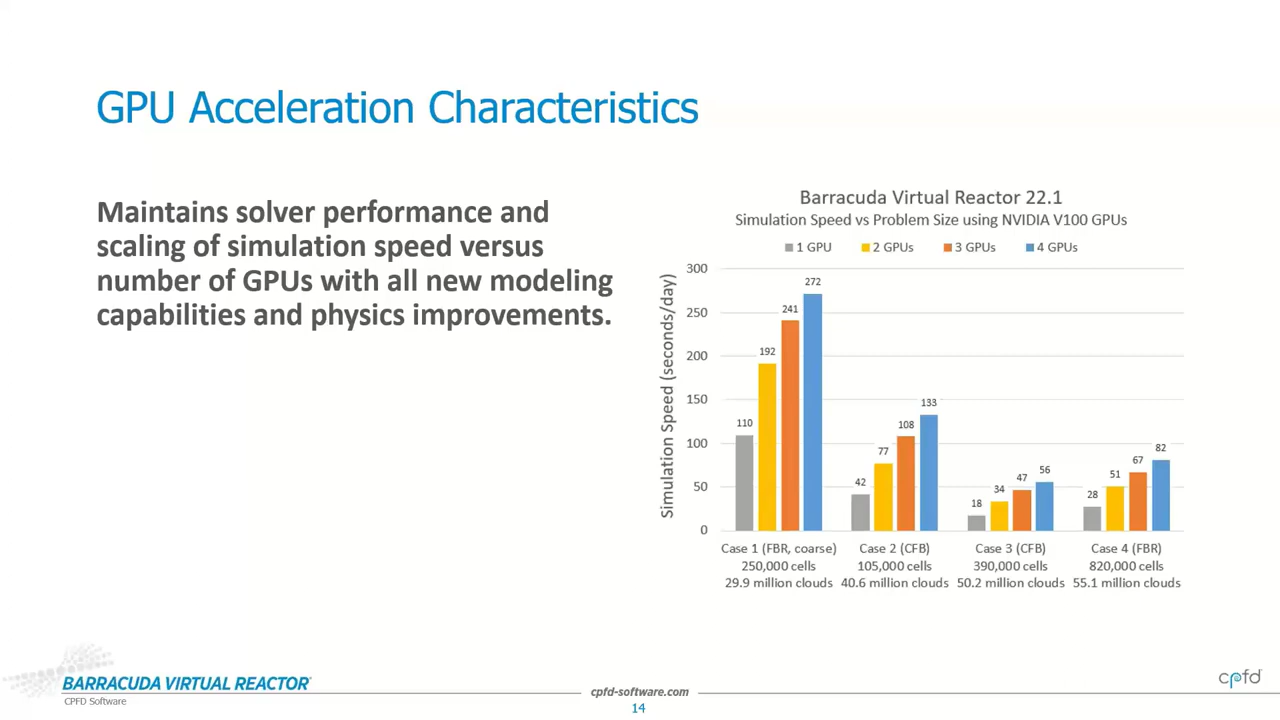 GPU Acceleration Characteristics
Maintains solver performance and
scaling of simulation speed versus
number of GPUs with all new modeling
capabilities and physics improvements.
Barracuda Virtual Reactor 22.1
Simulation Speed vs Problem Size using NVIDIA V100 GPUs
1 GPU 2 GPUs 3 GPUs 4 GPUs
Simulation Speed (seconds/day)
300
250
200
150
100
50
0
110 192 241 272
42 77 108 133
18 34 47 56
28 51 67 82
Case 1 (FBR, coarse)
250,000 cells
29.9 million clouds
Case 2 (CFB)
105,000 cells
40.6 million clouds
Case 3 (CFB)
390,000 cells
50.2 million clouds
Case 4 (FBR)
820,000 cells
55.1 million clouds
BARRACUDA VIRTUAL REACTOR
CPFD Software
cpfd-software.com
14
cpfd